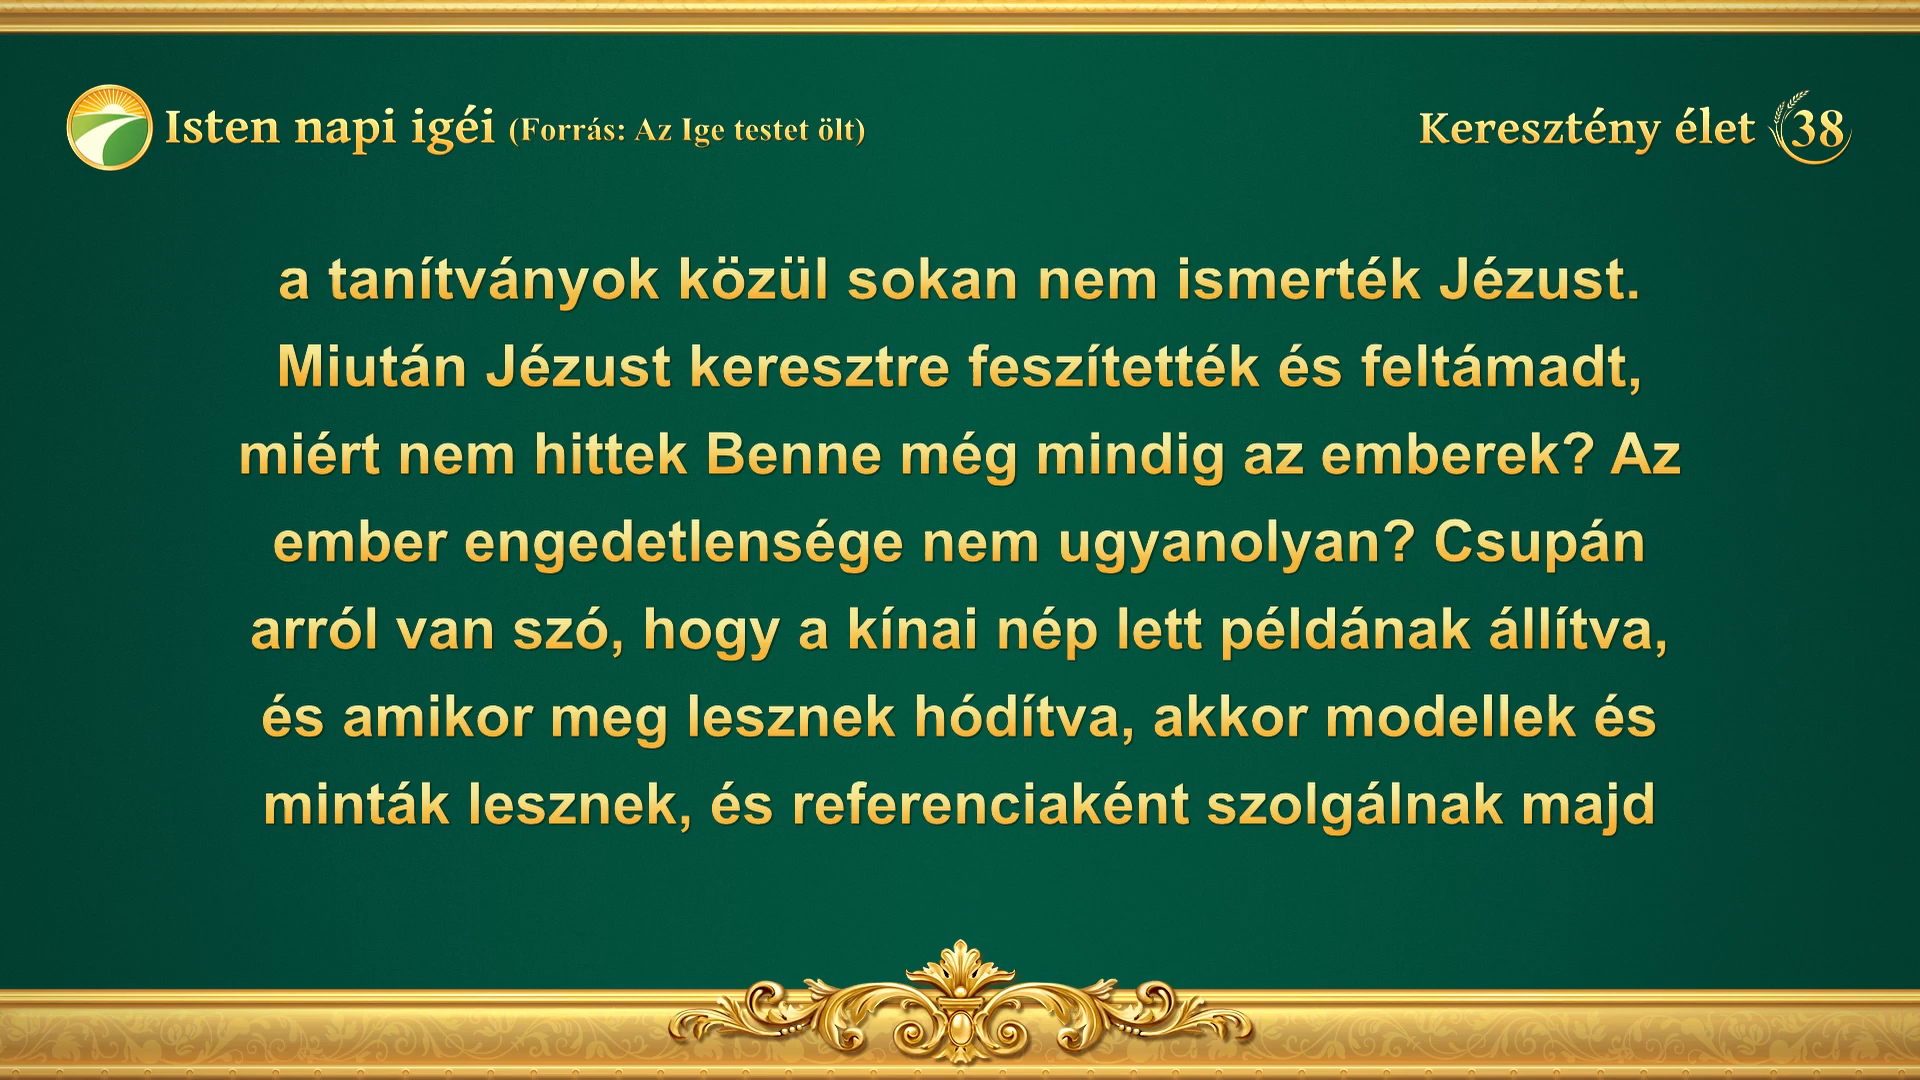 Isten napi igéi (Forrás: Az Ige testet ölt)
Keresztény élet 38
a tanítványok közül sokan nem ismerték Jézust.
Miután Jézust keresztre feszítették és feltámadt,
miért nem hittek Benne még mindig az emberek? Az
ember engedetlensége nem ugyanolyan? Csupán
arról van szó, hogy a kínai nép lett példának állítva,
és amikor meg lesznek hódítva, akkor modellek és
minták lesznek, és referenciaként szolgálnak majd